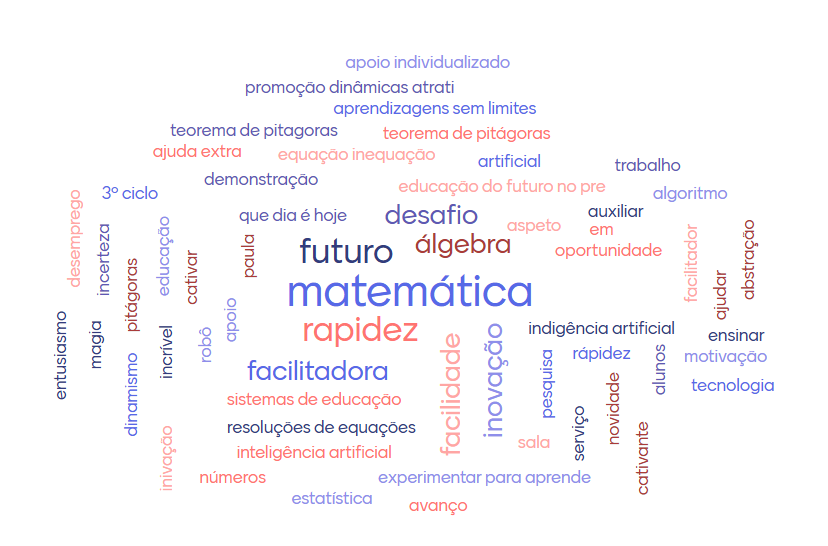 apoio individualizado
promoção dinâmicas atrati
aprendizagens sem limites
teorema de pitagoras
teorema de pitágoras
ajuda extra
equação inequação
artificial
trabalho
demonstração
educação do futuro no pre
3º ciclo
algoritmo
que dia é hoje
desafio
auxiliar
aspeto
em
desemprego
incerteza
educação
cativar
paula
futuro
álgebra
oportunidade
facilitador
ajudar
abstração
pitágoras
matemática
entusiasmo
magia
dinamismo
incrivel
robô
apoio
rapidez
facilidade
inovação
indigência artificial
ensinar
pesquisa
rápidez
alunos
motivação
facilitadora
novidade
tecnologia
sistemas de educação
serviço
cativante
resoluções de equações
sala
inivação
inteligência artificial
números
experimentar para aprende
estatística
avanço